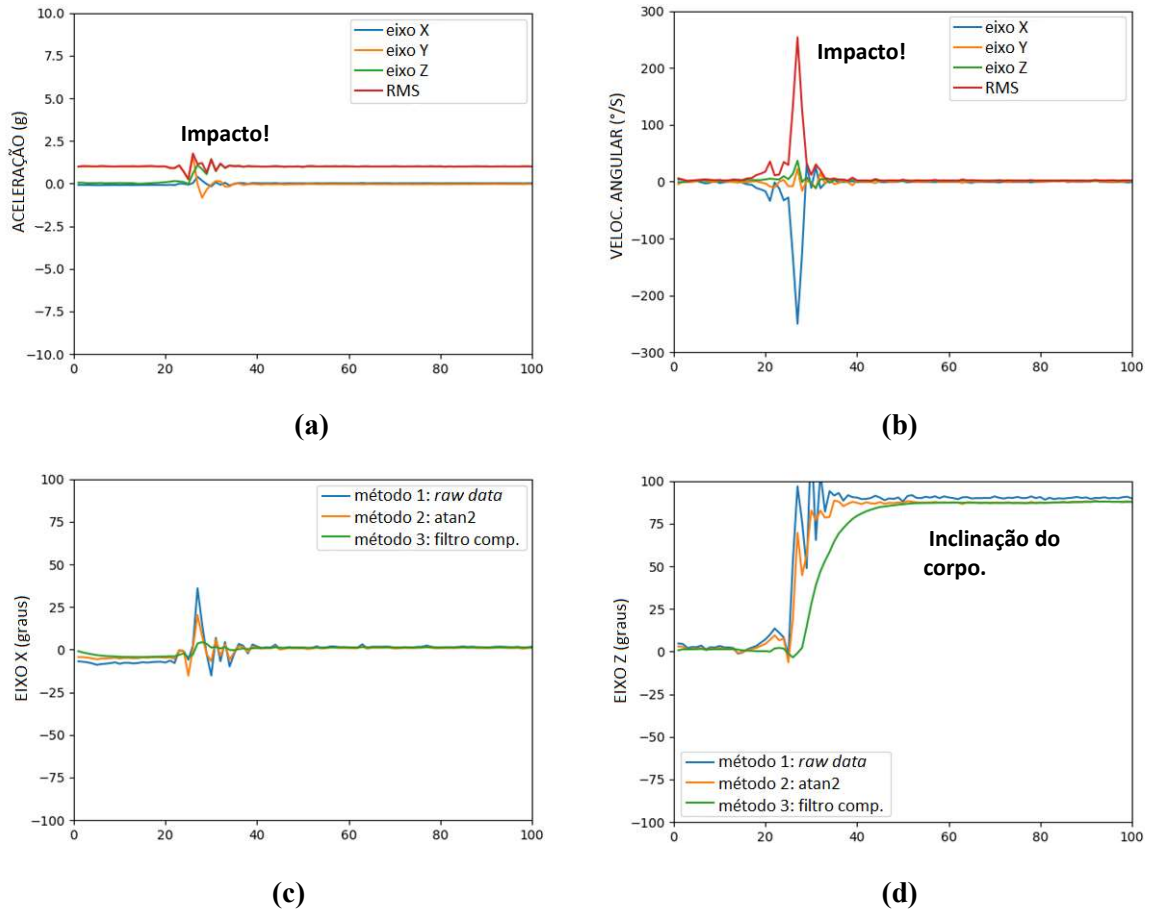 10.0
7.5
5.0
2.5
0.0
−2.5
−5.0
−7.5
−10.0
ACELERAÇÃO (g)
eixo X
eixo Y
eixo Z
RMS
Impacto!
0 20 40 60 80 100
(a)
300
200
100
0
−100
−200
−300
VELOC. ANGULAR (°/S)
Impacto!
eixo X
eixo Y
eixo Z
RMS
0 20 40 60 80 100
(b)
100
75
50
25
0
−25
−50
−75
−100
EIXO X (graus)
método 1: raw data
método 2: atan2
método 3: filtro comp.
0 20 40 60 80 100
(c)
100
75
50
25
0
−25
−50
−75
−100
EIXO Z (graus)
Inclinação do
corpo.
método 1: raw data
método 2: atan2
método 3: filtro comp.
0 20 40 60 80 100
(d)